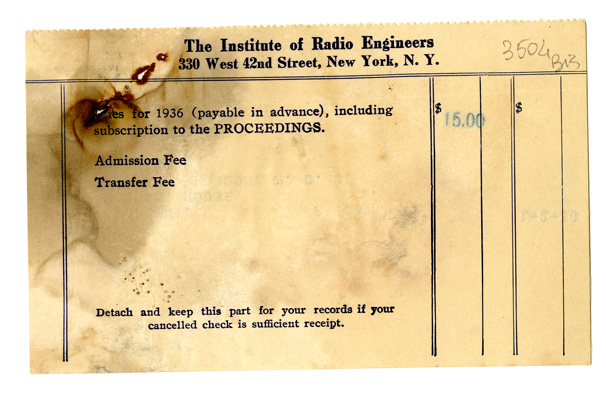 The Institute of Radio Engineers
330 West 42nd Street, New York, N. Y.
3504
Dues for 1936 (payable in advance), including
subscription to the PROCEEDINGS.
$ 15.00
$
Admission Fee
Transfer Fee
Detach and keep this part for your records if your
cancelled check is sufficient receipt.